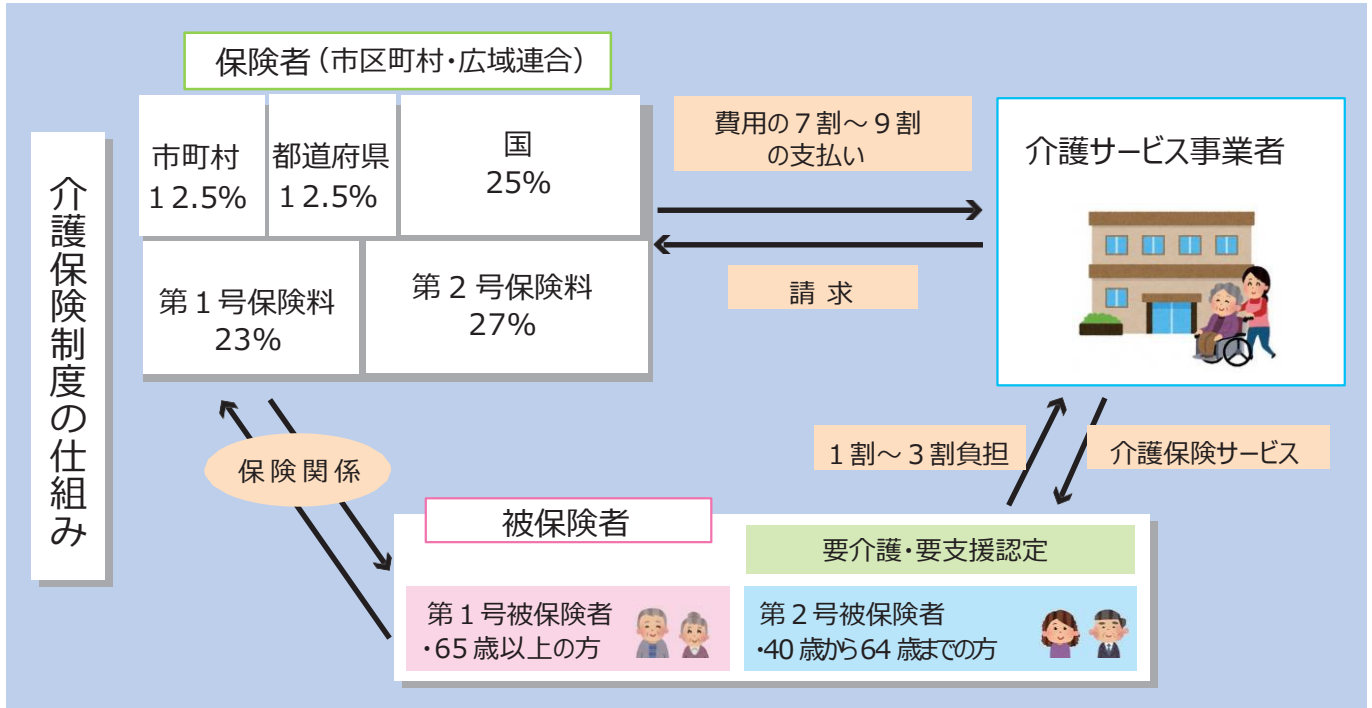 介護保険制度の仕組み
保険者（市区町村・広域連合）
市町村
１２.5%
都道府県
１２.5%
国
25%
第１号保険料
23%
第２号保険料
27%
費用の７割～９割
の支払い
請 求
介護サービス事業者
保険関係
１割～３割負担
介護保険サービス
被保険者
要介護・要支援認定
第１号被保険者
・65歳以上の方
第２号被保険者
・40歳から64歳までの方